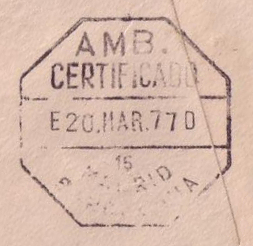 AMB.
CERTIFICADO
E 20.MAR.77 D
15
MADRID